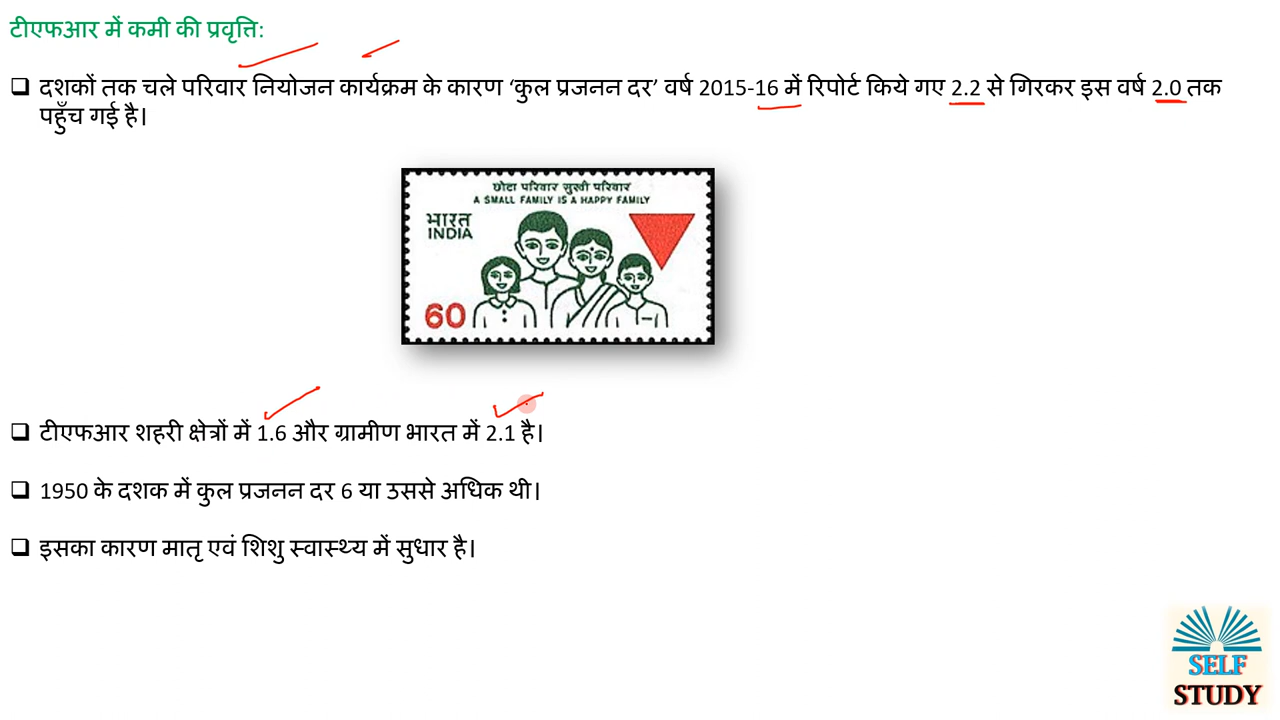 टीएफआर में कमी की प्रवृत्ति:
दशकों तक चले परिवार नियोजन कार्यक्रम के कारण ‘कुल प्रजनन दर’ वर्ष 2015-16 में रिपोर्ट किये गए 2.2 से गिरकर इस वर्ष 2.0 तक
पहुँच गई है।
छोटा परिवार सुखी परिवार
A SMALL FAMILY IS A HAPPY FAMILY
भारत
INDIA
60
टीएफआर शहरी क्षेत्रों में 1.6 और ग्रामीण भारत में 2.1 है।
1950 के दशक में कुल प्रजनन दर 6 या उससे अधिक थी।
इसका कारण मातृ एवं शिशु स्वास्थ्य में सुधार है।
SELF
STUDY